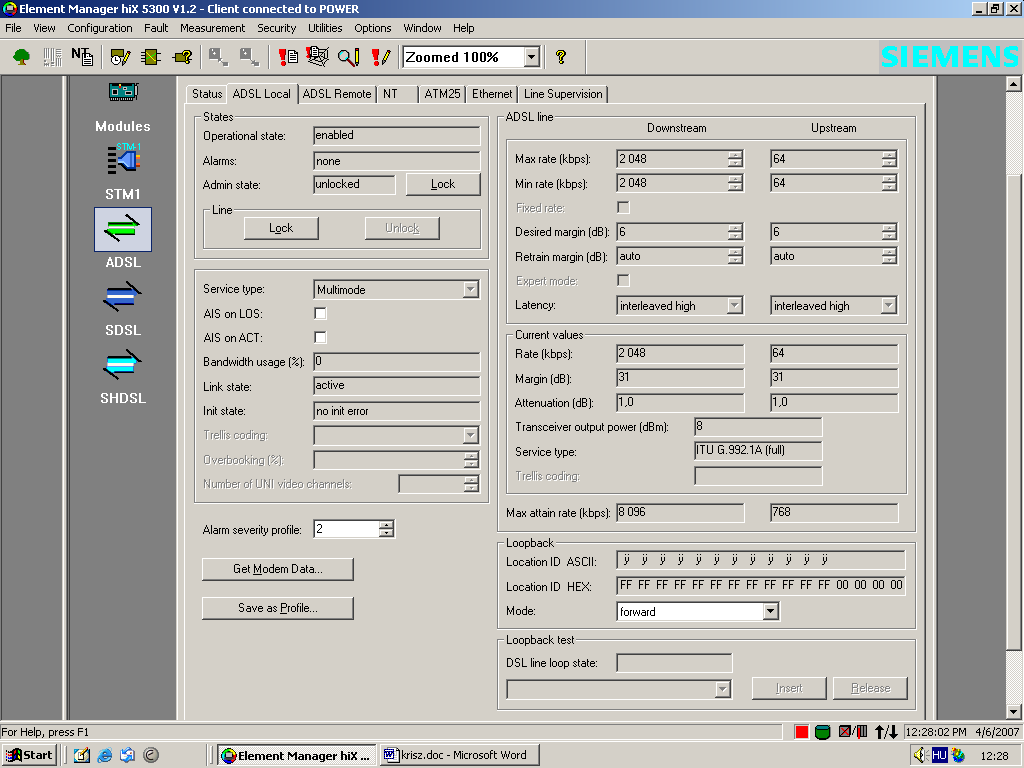 Element Manager hiX 5300 V1.2 - Client connected to POWER
File View Configuration Fault Measurement Security Utilities Options Window Help
NT Zoomed 100% ? SIEMENS
Modules
STM-1
STM1
ADSL
SDSL
SHDSL
Status ADSL Local ADSL Remote NT ATM25 Ethernet Line Supervision
States
Operational state: enabled
Alarms: none
Admin state: unlocked Lock
Line
Lock Unlock
Service type: Multimode
AIS on LOS:
AIS on ACT:
Bandwidth usage (%): 0
Link state: active
Init state: no init error
Trellis coding:
Overbooking (%):
Number of UNI video channels:
Alarm severity profile: 2
Get Modem Data...
Save as Profile...
ADSL line
Downstream Upstream
Max rate (kbps): 2 048 64
Min rate (kbps): 2 048 64
Fixed rate:
Desired margin (dB): 6 6
Retrain margin (dB): auto auto
Expert mode:
Latency: interleaved high interleaved high
Current values
Rate (kbps): 2 048 64
Margin (dB): 31 31
Attenuation (dB): 1,0 1,0
Transceiver output power (dBm): 8
Service type: ITU G.992.1A (full)
Trellis coding:
Max attain rate (kbps): 8 096 768
Loopback
Location ID ASCII: ÿ ÿ ÿ ÿ ÿ ÿ ÿ ÿ ÿ ÿ ÿ ÿ
Location ID HEX: FF FF FF FF FF FF FF FF FF FF FF FF 00 00 00 00
Mode: forward
Loopback test
DSL line loop state:
Insert Release
For Help, press F1 12:28:02 PM 4/6/2007
Start Element Manager hiX ... krisz.doc - Microsoft Word HU 12:28